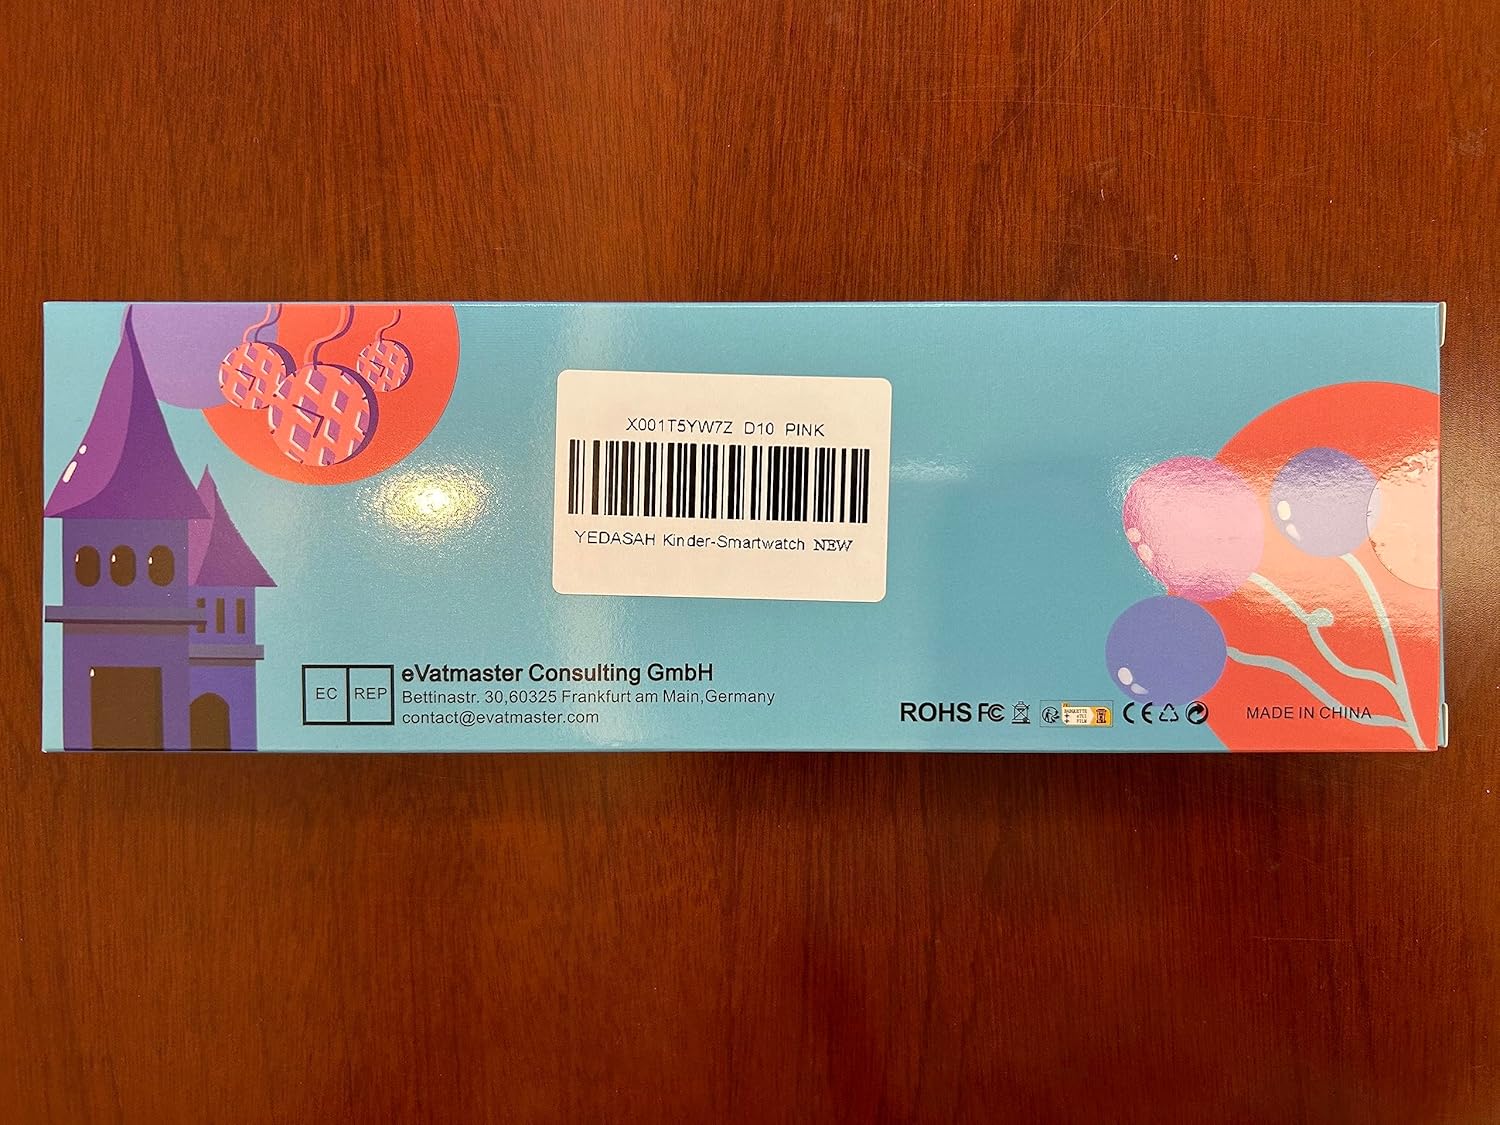 X001T5YW7Z D10 PINK
YEDASAH Kinder-Smartwatch NEW
EC REP
eVatmaster Consulting GmbH
Bettinastr. 30,60325 Frankfurt am Main,Germany
contact@evatmaster.com
ROHS FC CE
MADE IN CHINA